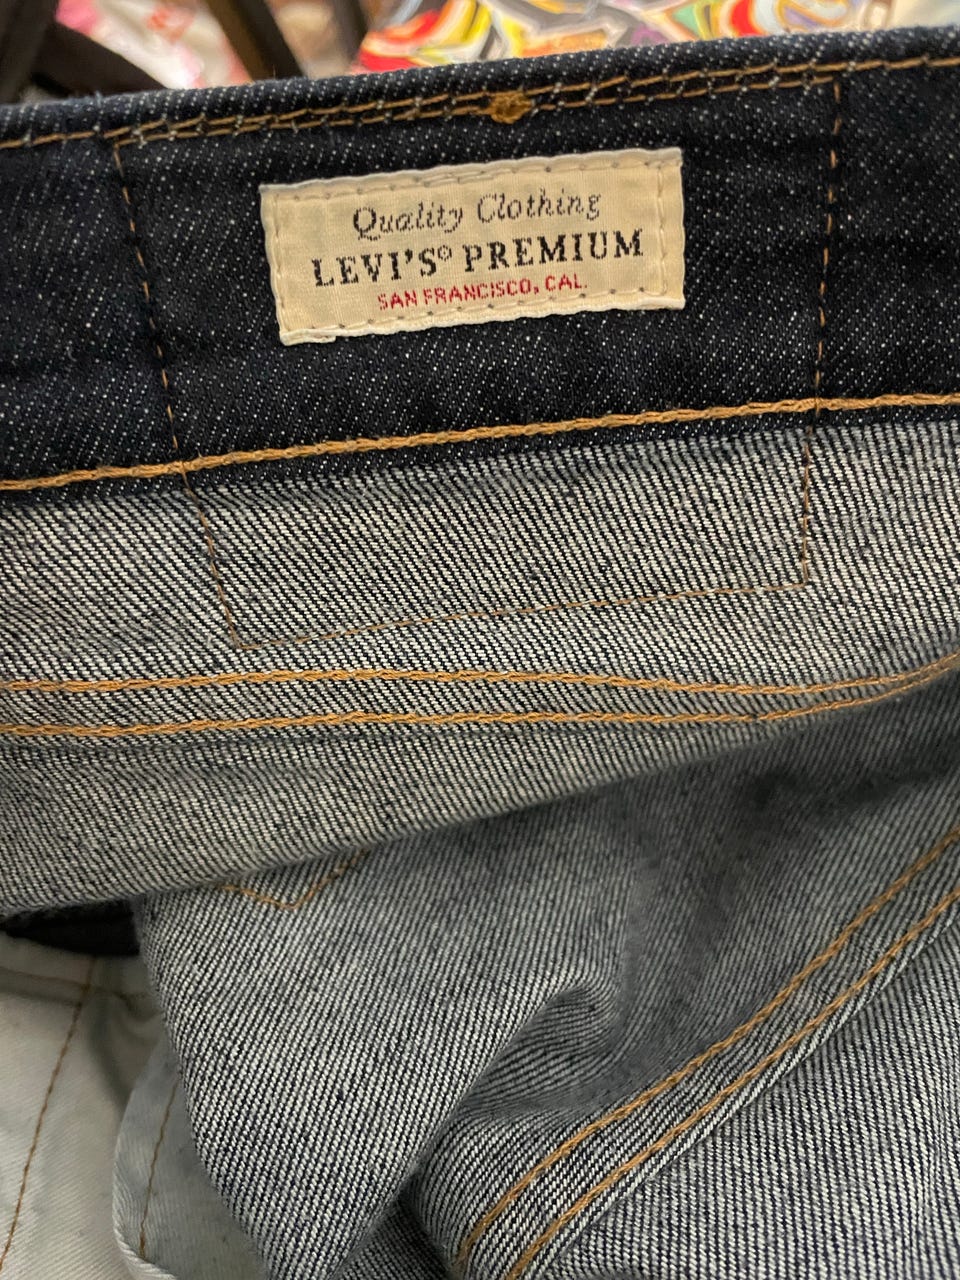 Quality Clothing
LEVI'S® PREMIUM
SAN FRANCISCO, CAL.